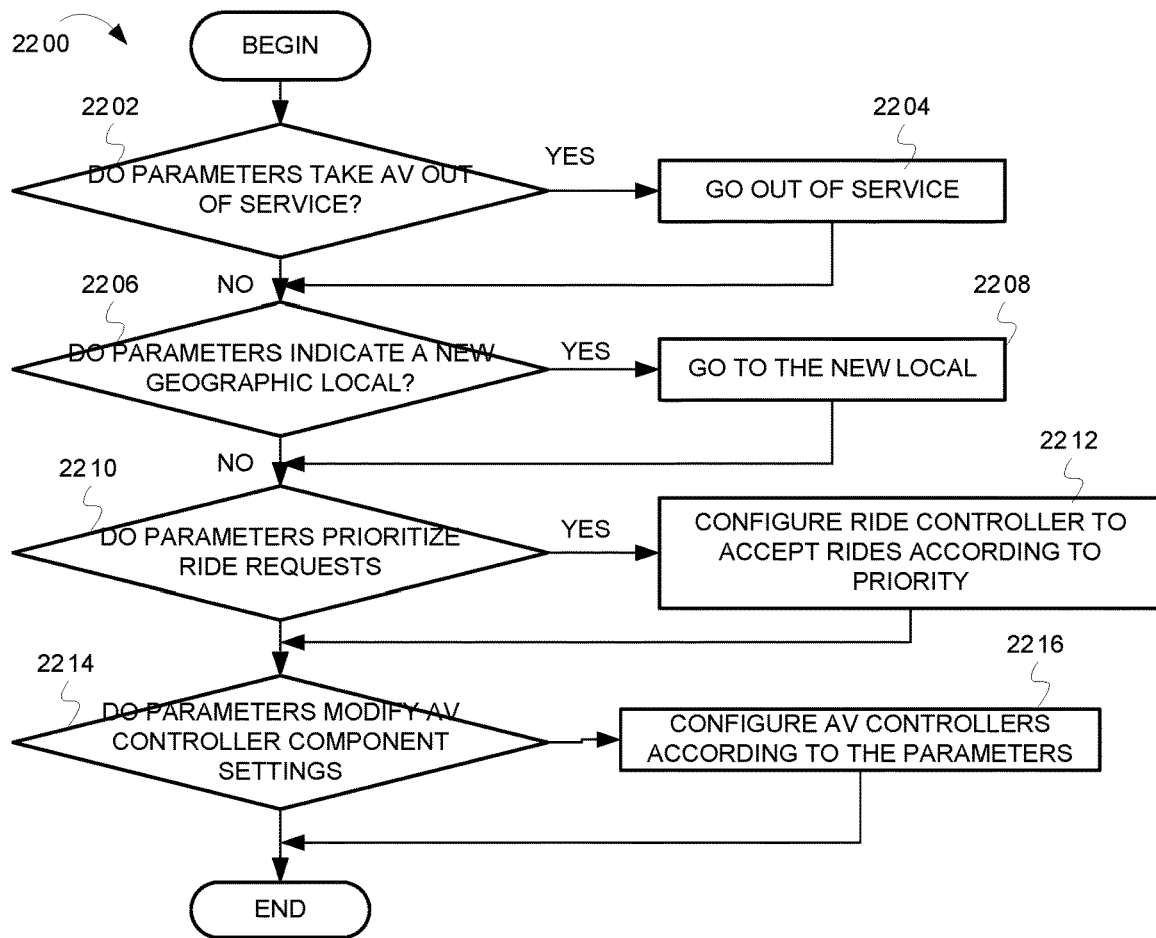 2200
BEGIN
2202
DO PARAMETERS TAKE AV OUT
OF SERVICE?
YES
2204
GO OUT OF SERVICE
NO
2206
DO PARAMETERS INDICATE A NEW
GEOGRAPHIC LOCAL?
YES
2208
GO TO THE NEW LOCAL
NO
2210
DO PARAMETERS PRIORITIZE
RIDE REQUESTS
YES
2212
CONFIGURE RIDE CONTROLLER TO
ACCEPT RIDES ACCORDING TO
PRIORITY
2214
DO PARAMETERS MODIFY AV
CONTROLLER COMPONENT
SETTINGS
2216
CONFIGURE AV CONTROLLERS
ACCORDING TO THE PARAMETERS
END